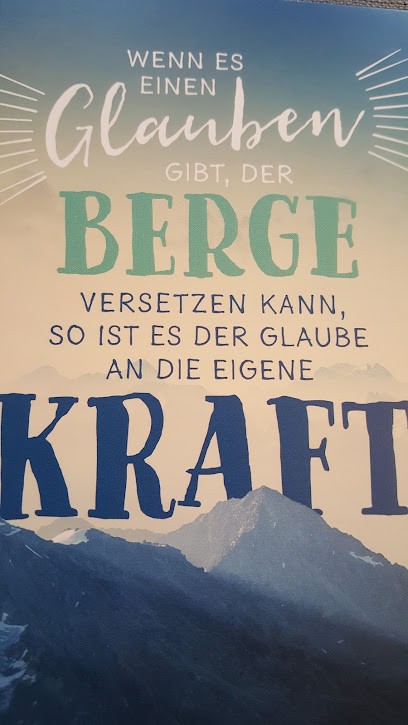 WENN ES
EINEN
Glauben
GIBT, DER
BERGE
VERSETZEN KANN,
SO IST ES DER GLAUBE
AN DIE EIGENE
KRAFT